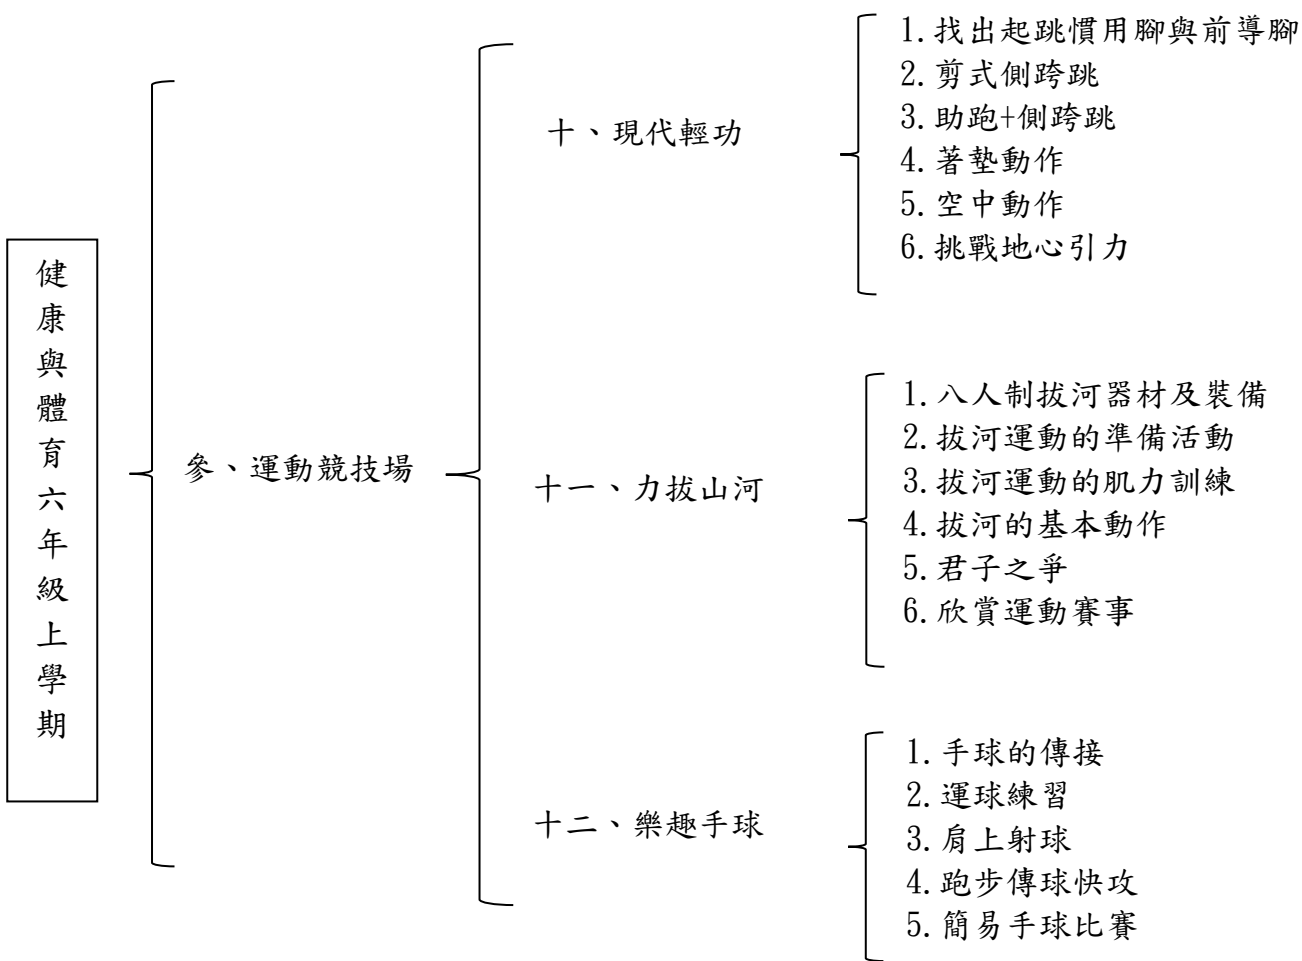 健康與體育六年級上學期
參、運動競技場
十、現代輕功
1.找出起跳慣用腳與前導腳
2.剪式側跨跳
3.助跑+側跨跳
4.著墊動作
5.空中動作
6.挑戰地心引力
十一、力拔山河
1.八人制拔河器材及裝備
2.拔河運動的準備活動
3.拔河運動的肌力訓練
4.拔河的基本動作
5.君子之爭
6.欣賞運動賽事
十二、樂趣手球
1.手球的傳接
2.運球練習
3.肩上射球
4.跑步傳球快攻
5.簡易手球比賽